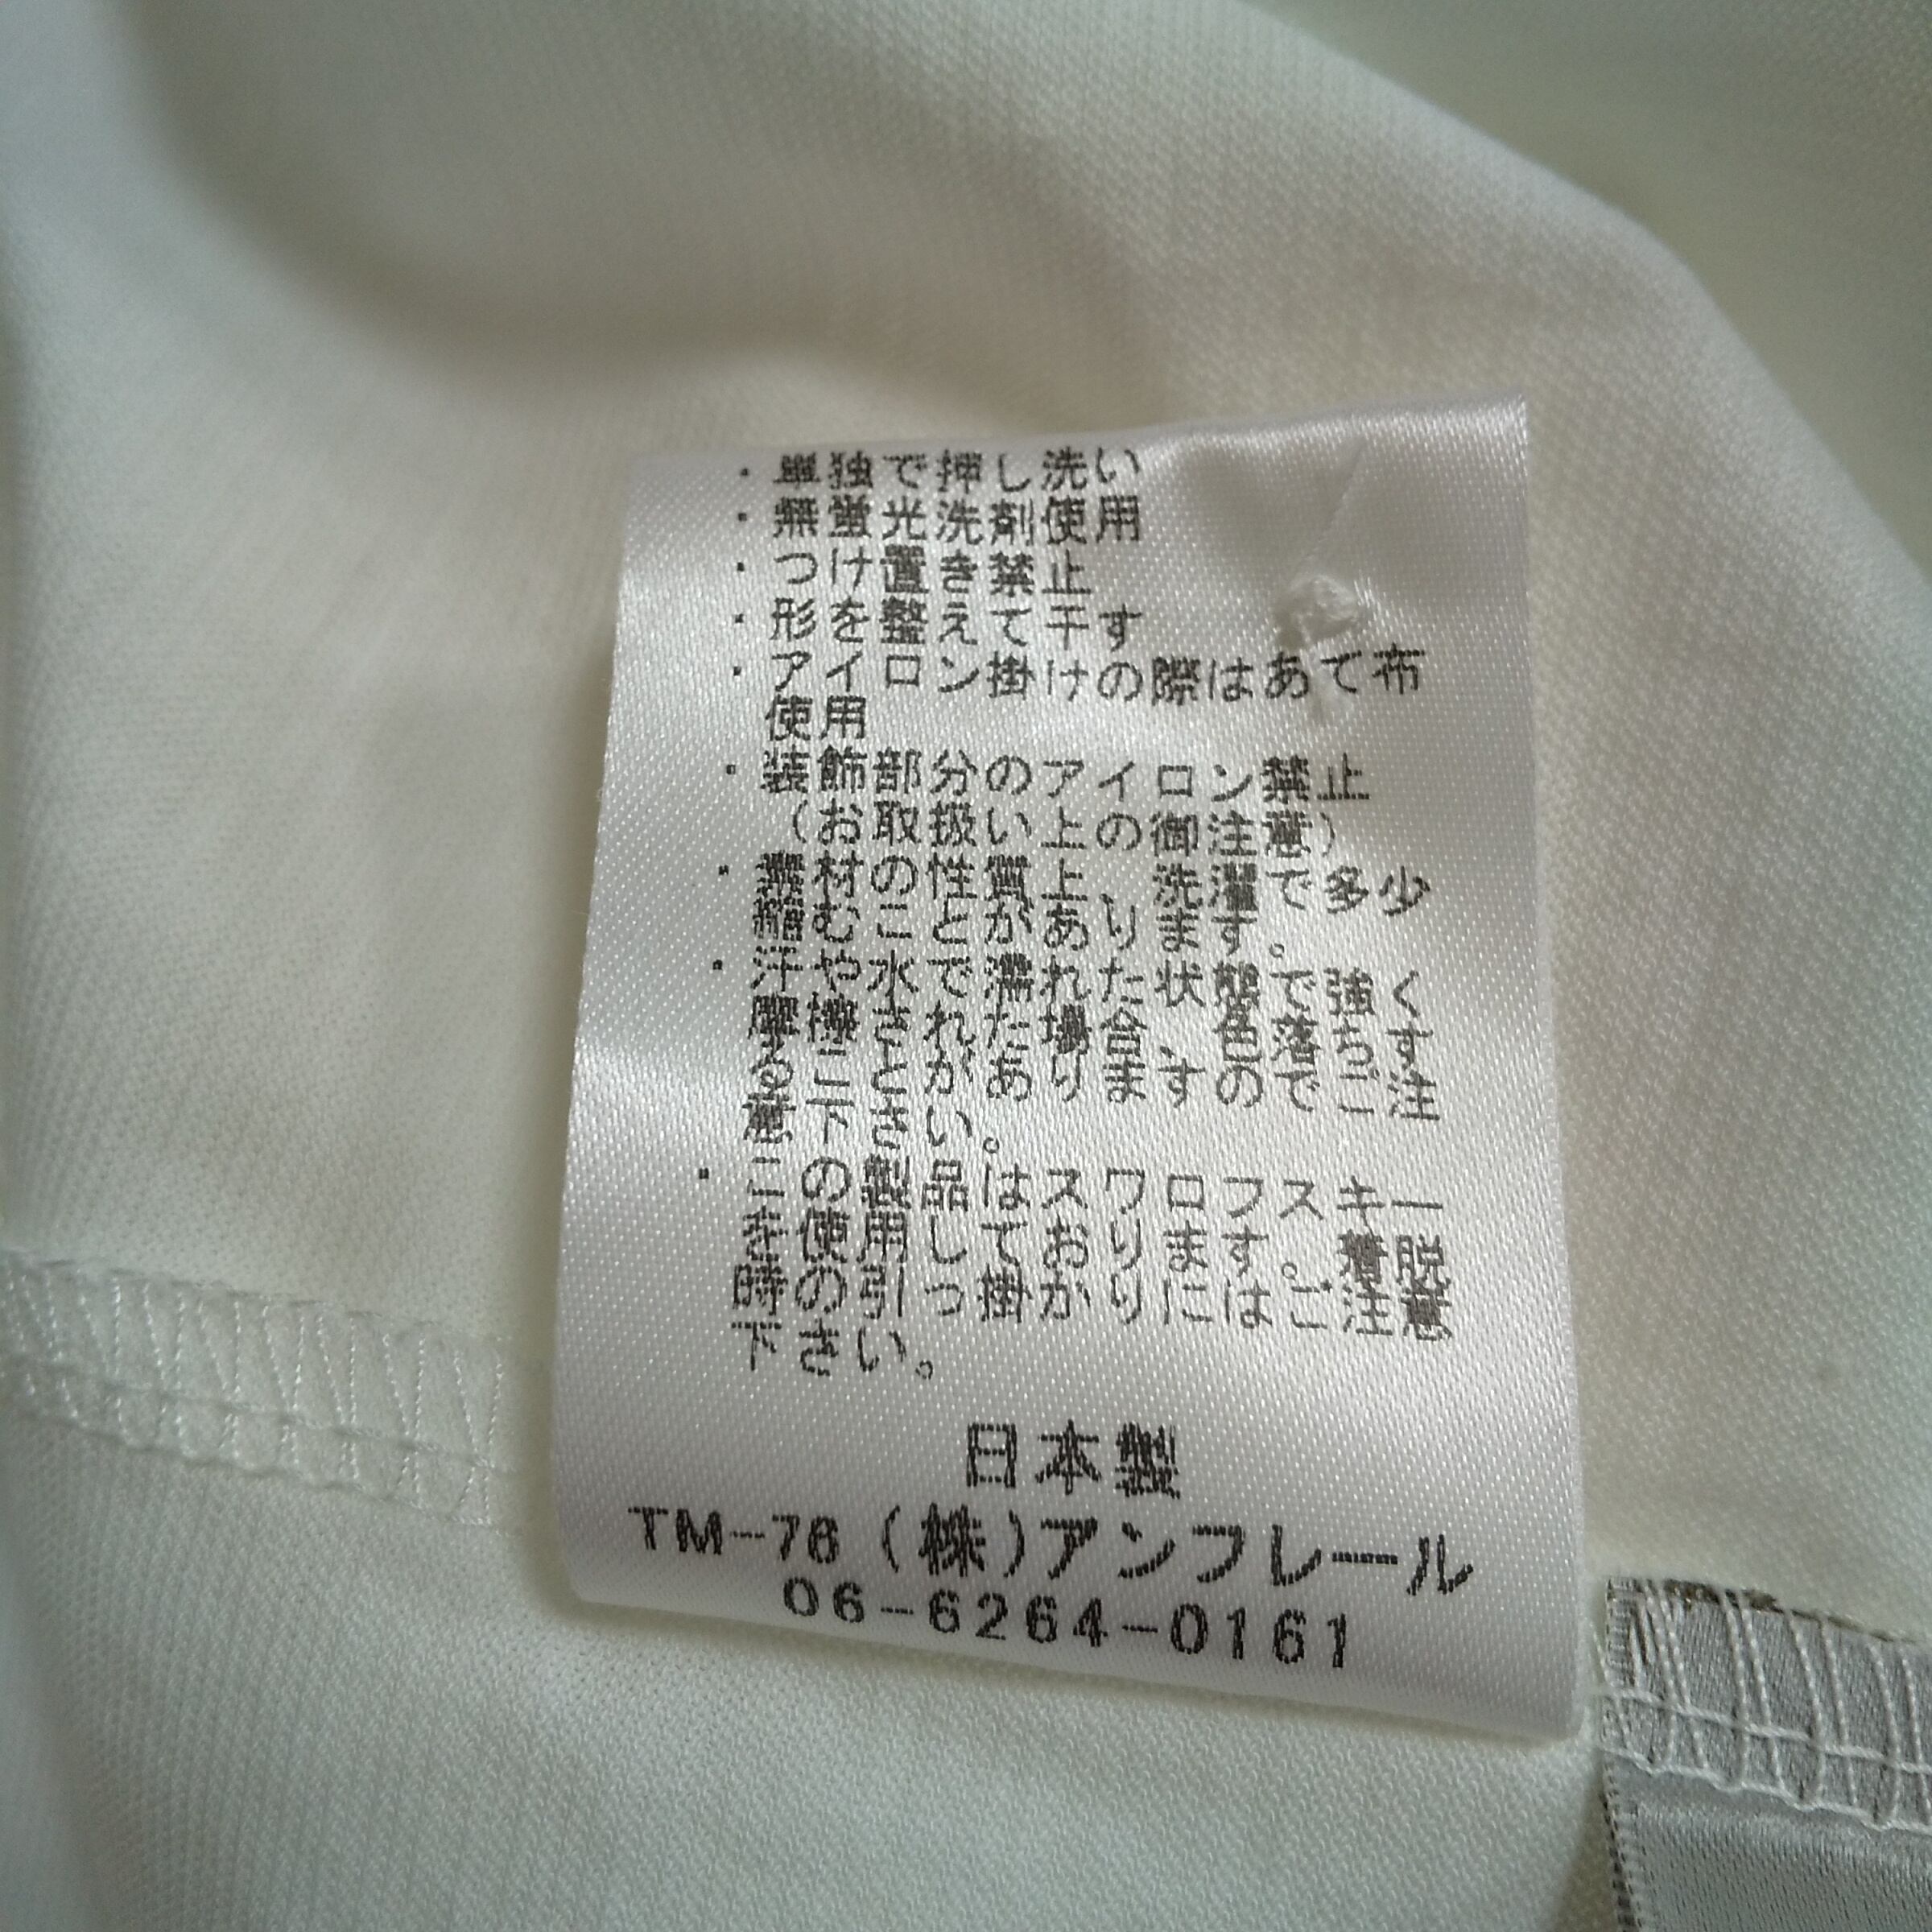 ・単独で押し洗い
・無蛍光洗剤使用
・つけ置き禁止
・形を整えて干す
・アイロン掛けの際はあて布
使用
・装飾部分のアイロン禁止
(お取扱い上の御注意)
・素材の性質上、洗濯で多少
縮むことがあります。
・汗や水で濡れた状態で強く
摩擦された場合、色落ちす
ることがありますのでご注
意下さい。
・この製品はスワロフスキー
を使用しております。着脱
時の引っ掛かりにはご注意
下さい。
日本製
TM-76 (株)アンフレール
06-6264-0161